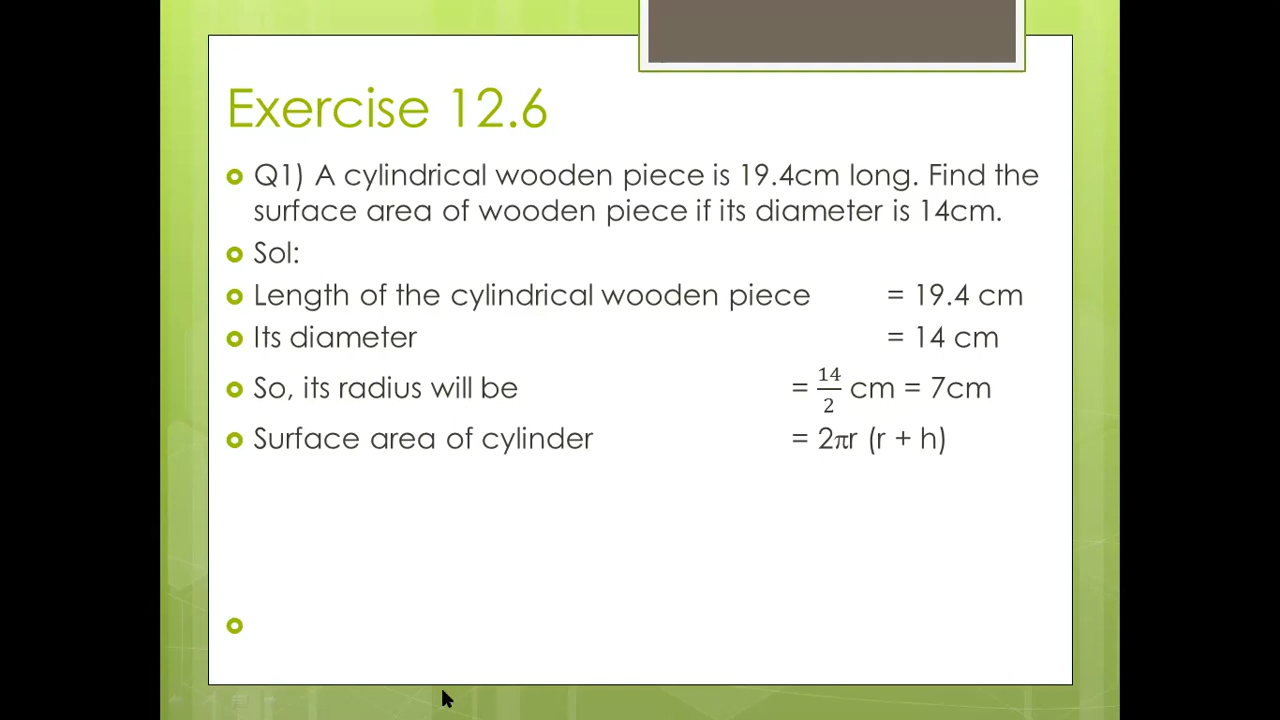 Exercise 12.6
Q1) A cylindrical wooden piece is 19.4cm long. Find the
surface area of wooden piece if its diameter is 14cm.
Sol:
Length of the cylindrical wooden piece = 19.4 cm
Its diameter = 14 cm
So, its radius will be = 14/2 cm = 7cm
Surface area of cylinder = 2πr (r + h)